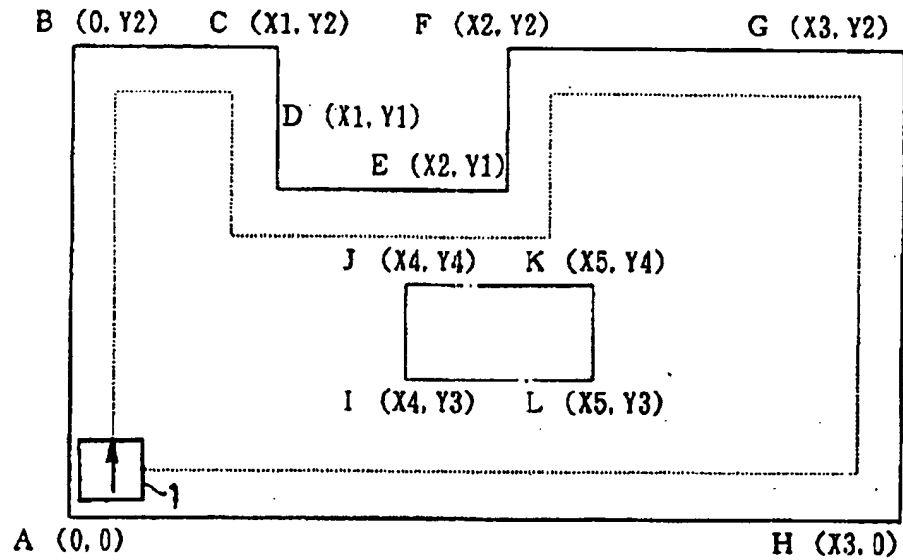 B (0, Y2) C (X1, Y2) F (X2, Y2) G (X3, Y2)
D (X1, Y1)
E (X2, Y1)
J (X4, Y4) K (X5, Y4)
I (X4, Y3) L (X5, Y3)
1
A (0, 0) H (X3, 0)